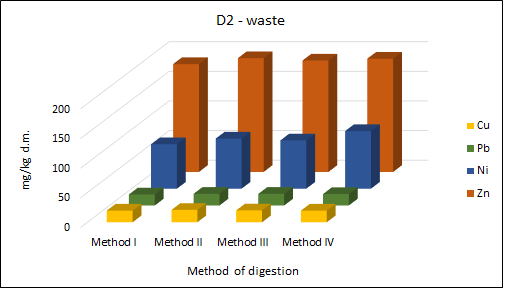 D2 - waste
mg/kg d.m.
200
150
100
50
0
Method I Method II Method III Method IV
Method of digestion
Cu
Pb
Ni
Zn